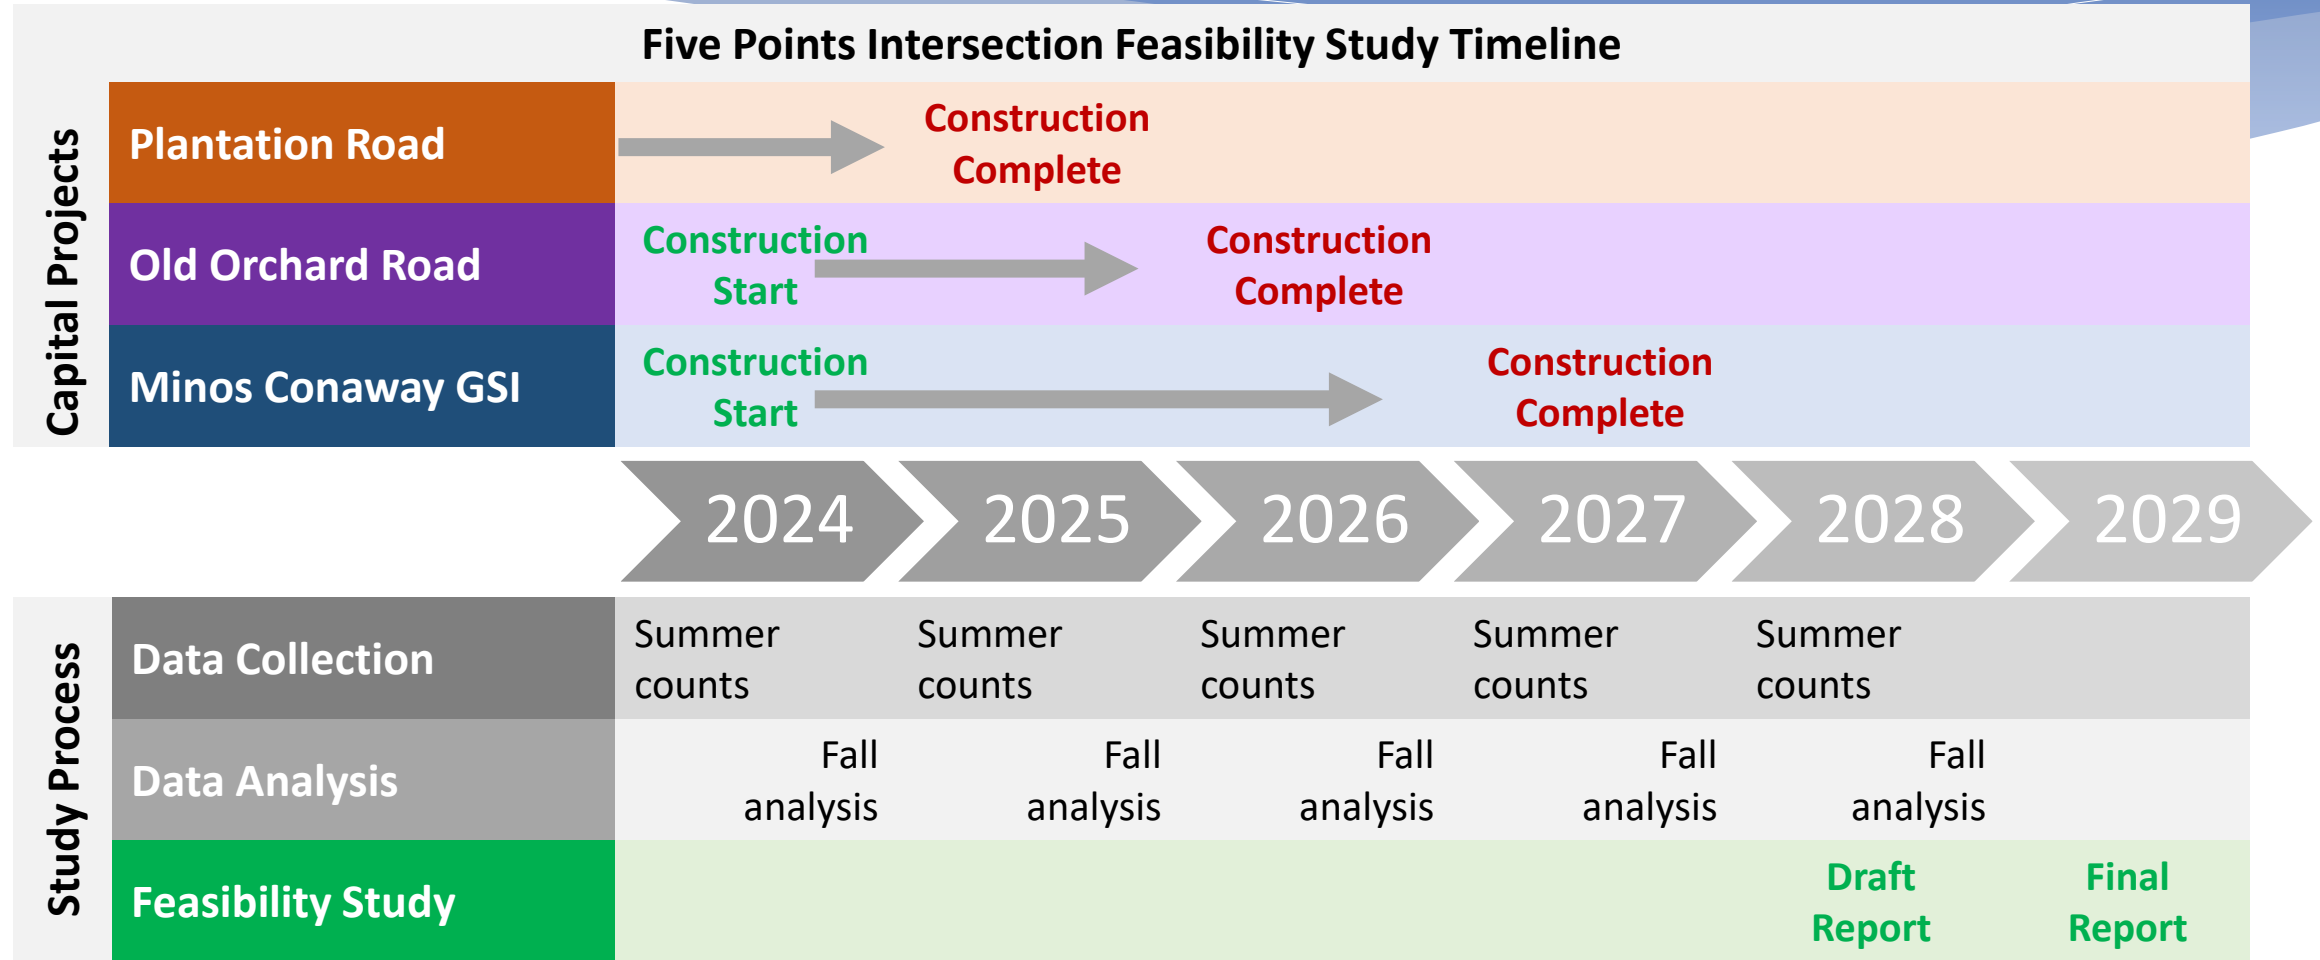 Five Points Intersection Feasibility Study Timeline
Capital Projects
Plantation Road
Construction
Complete
Old Orchard Road
Construction
Start
Construction
Complete
Minos Conaway GSI
Construction
Start
Construction
Complete
2024 2025 2026 2027 2028 2029
Study Process
Data Collection
Summer
counts
Summer
counts
Summer
counts
Summer
counts
Summer
counts
Data Analysis
Fall
analysis
Fall
analysis
Fall
analysis
Fall
analysis
Fall
analysis
Feasibility Study
Draft
Report
Final
Report